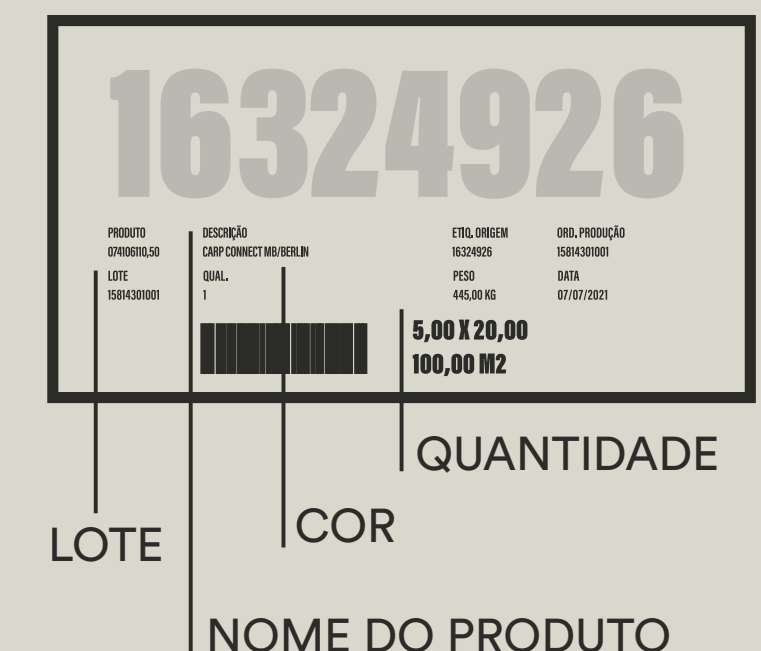 16324926
PRODUTO DESCRIÇÃO ETIQ. ORIGEM ORD. PRODUÇÃO
074106110,50 CARP CONNECT MB/BERLIN 16324926 15814301001
LOTE QUAL. PESO DATA
15814301001 1 445,00 KG 07/07/2021
5,00 X 20,00
100,00 M2
QUANTIDADE
COR
LOTE
NOME DO PRODUTO